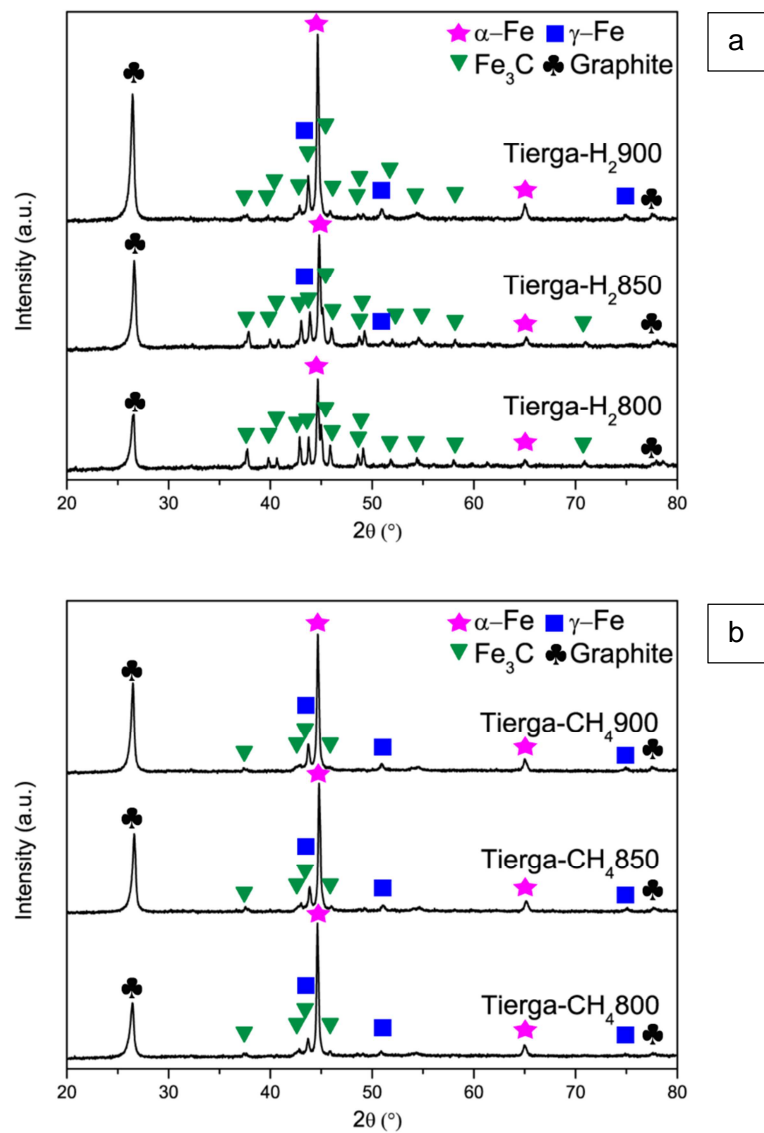 a
α–Fe γ–Fe
Fe₃C Graphite
Tierga-H₂900
Tierga-H₂850
Tierga-H₂800
Intensity (a.u.)
20 30 40 50 60 70 80
2θ (°)
b
α–Fe γ–Fe
Fe₃C Graphite
Tierga-CH₄900
Tierga-CH₄850
Tierga-CH₄800
Intensity (a.u.)
20 30 40 50 60 70 80
2θ (°)